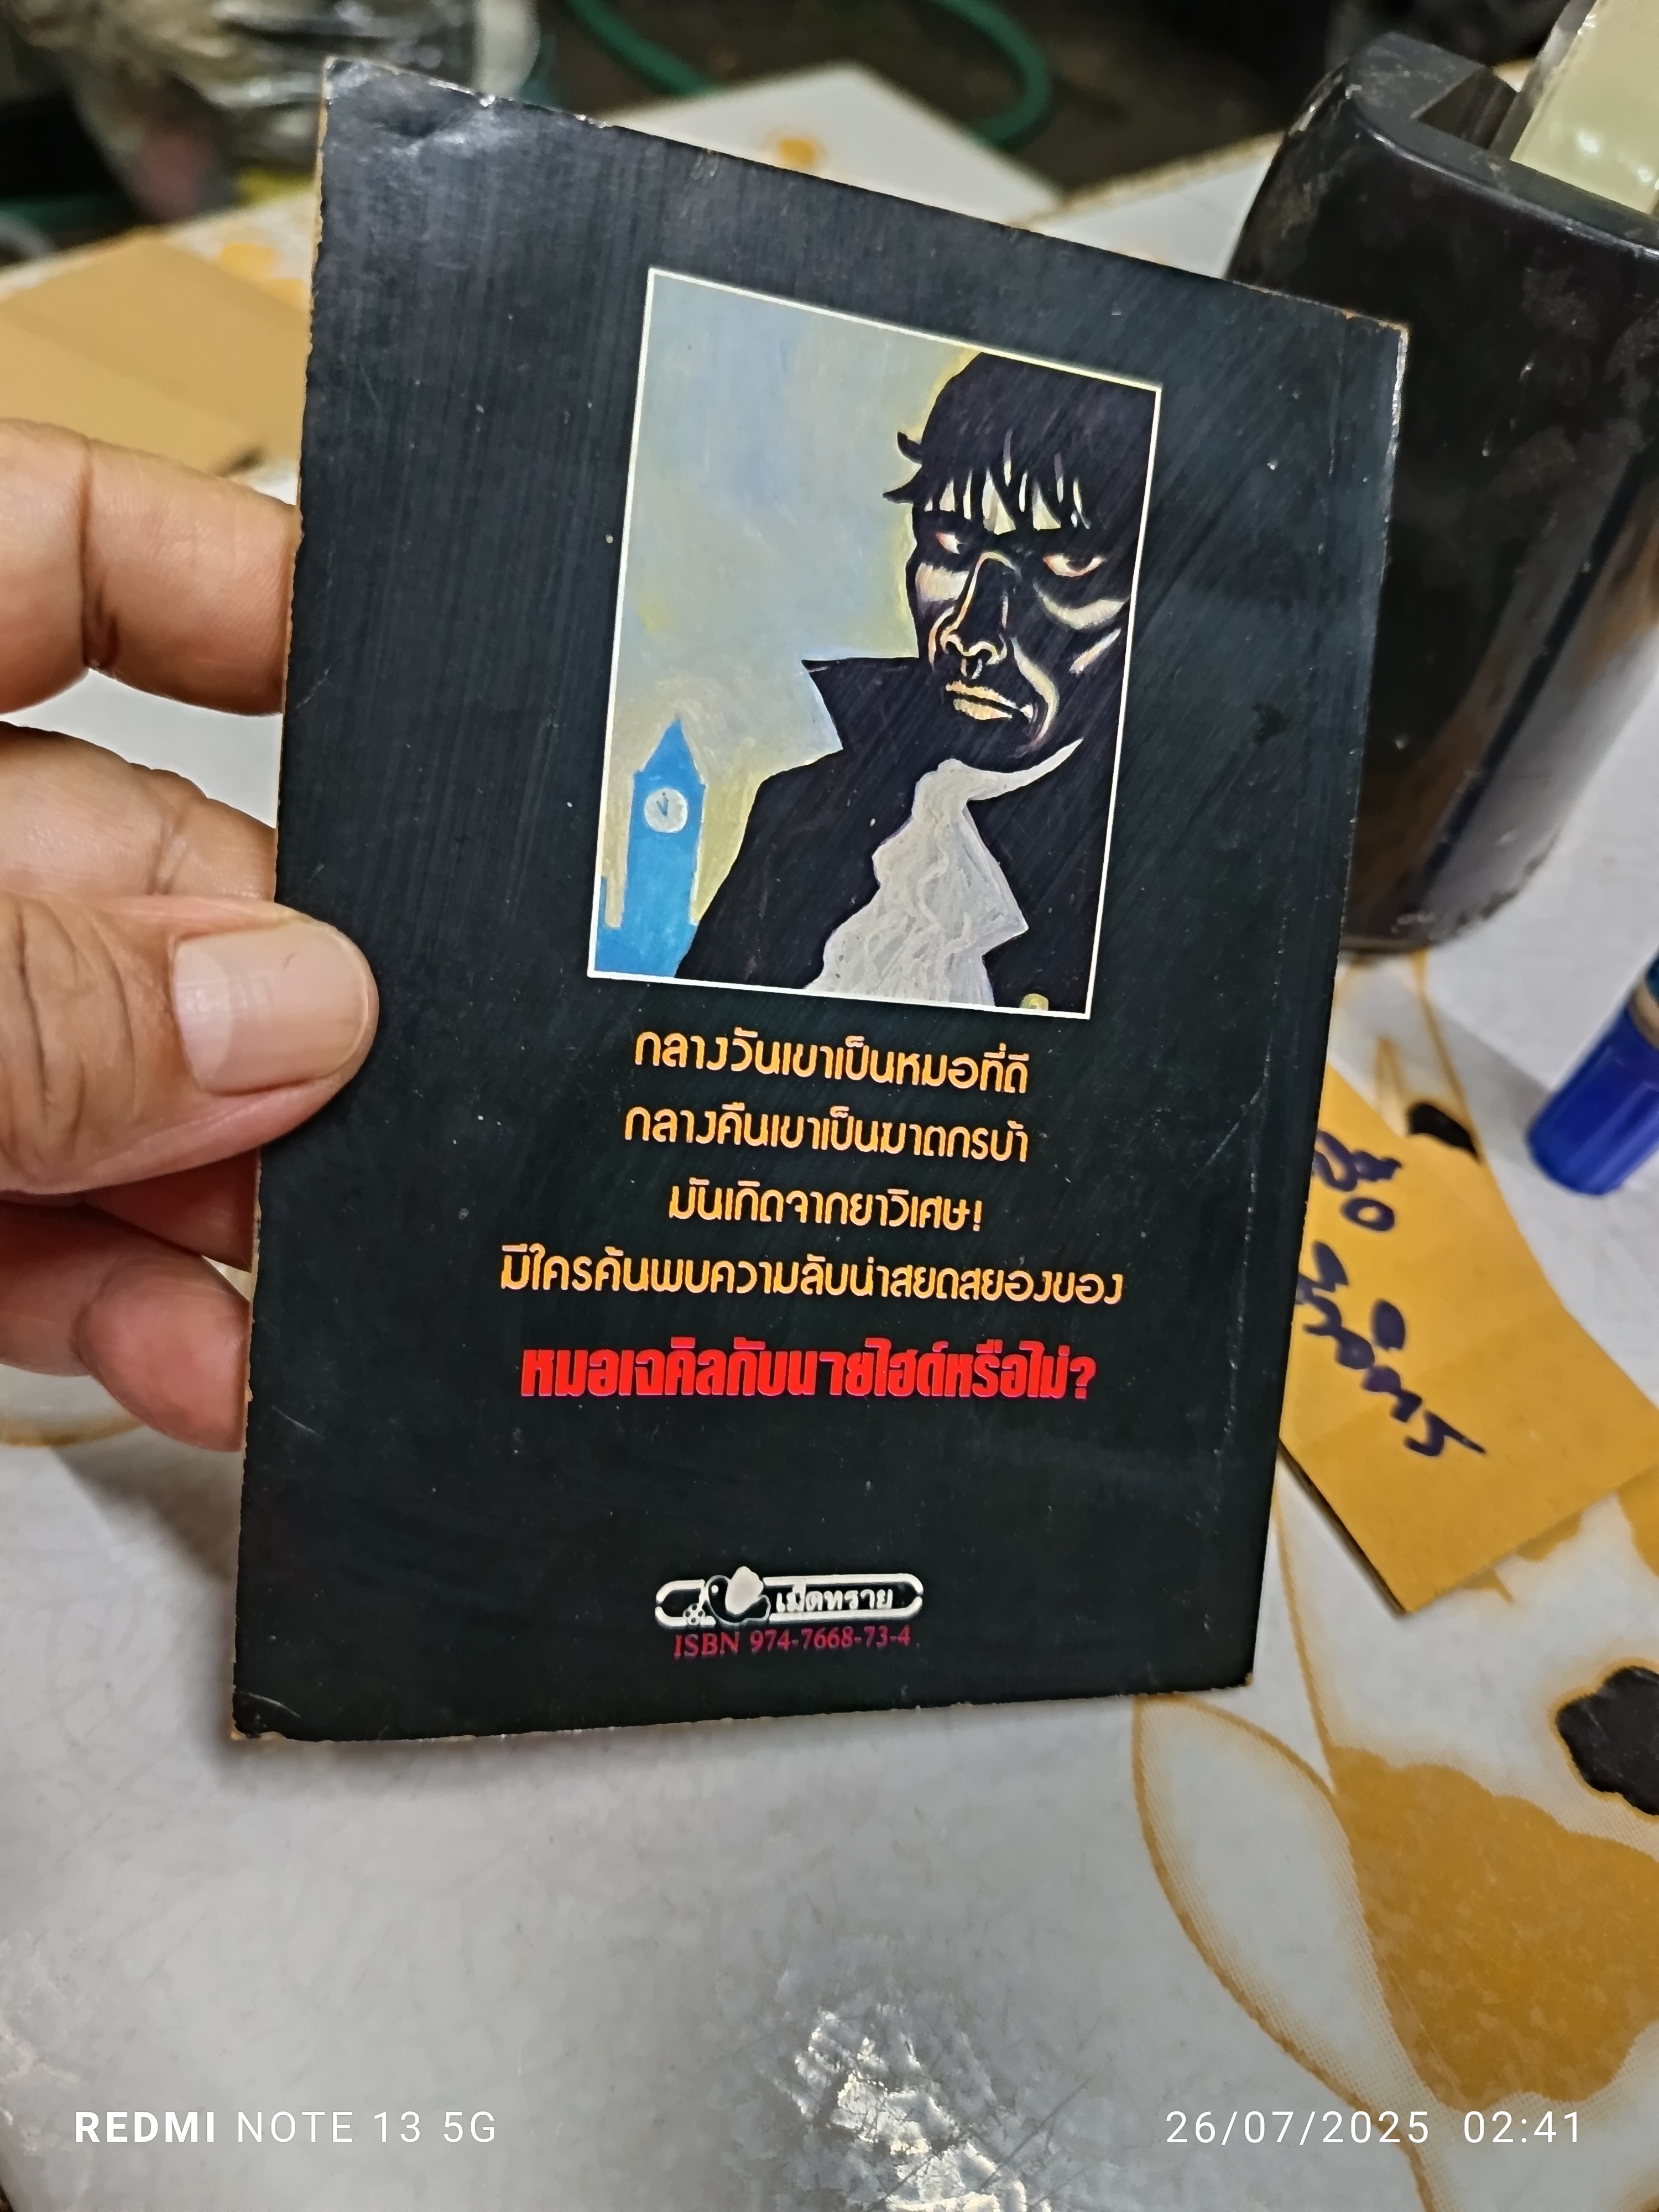 กลางวันเขาเป็นหมอที่ดี
กลางคืนเขาเป็นฆาตกรบ้า
มันเกิดจากยาวิเศษ!
มีใครค้นพบความลับน่าสยดสยองของ
หมอเจคิลกับนายไฮด์หรือไม่?
เม็ดทราย
ISBN 974-7668-73-4
REDMI NOTE 13 5G
26/07/2025 02:41